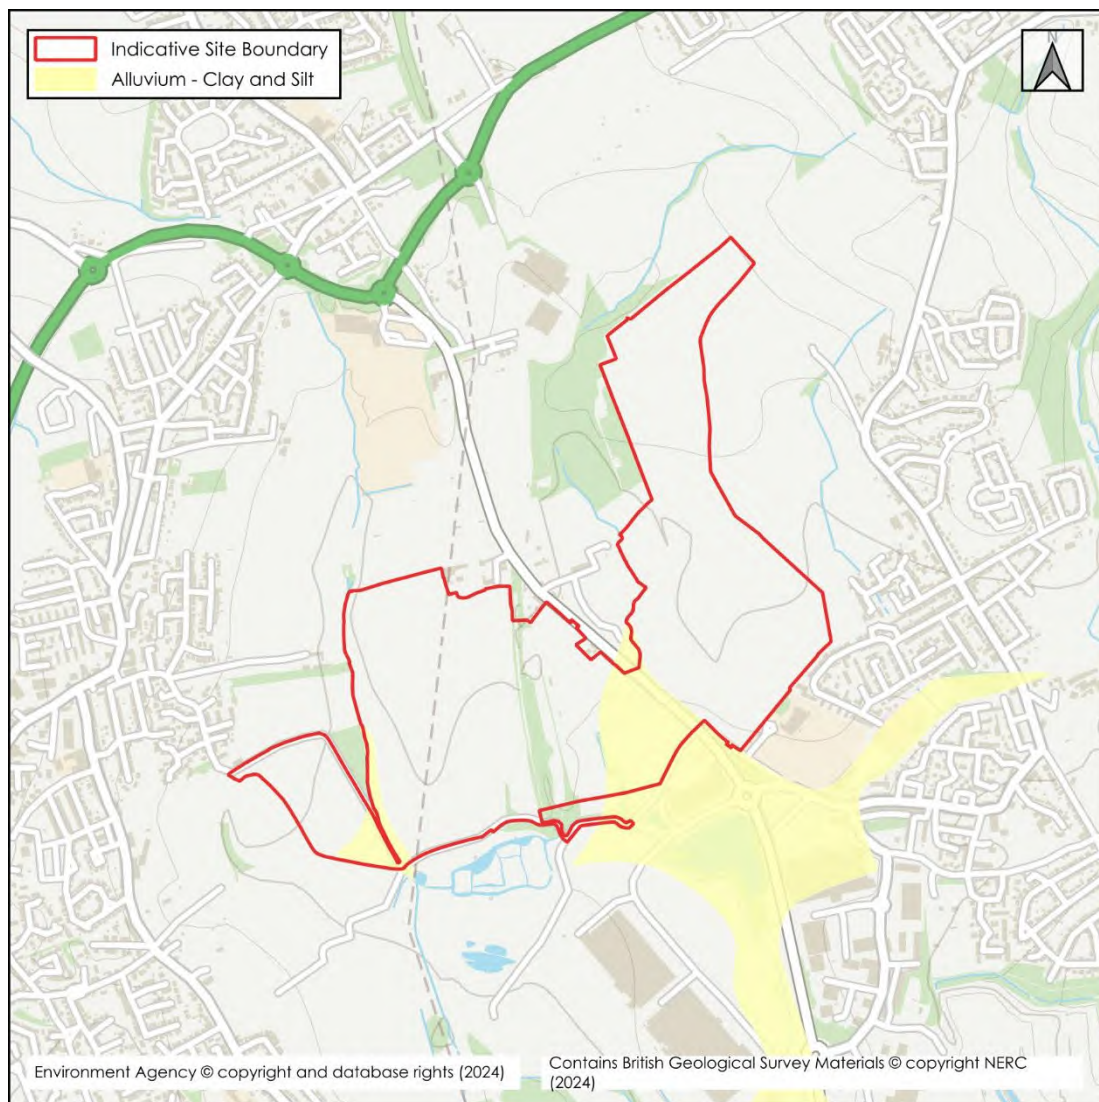 Indicative Site Boundary
Alluvium - Clay and Silt
N
Environment Agency © copyright and database rights (2024)
Contains British Geological Survey Materials © copyright NERC
(2024)